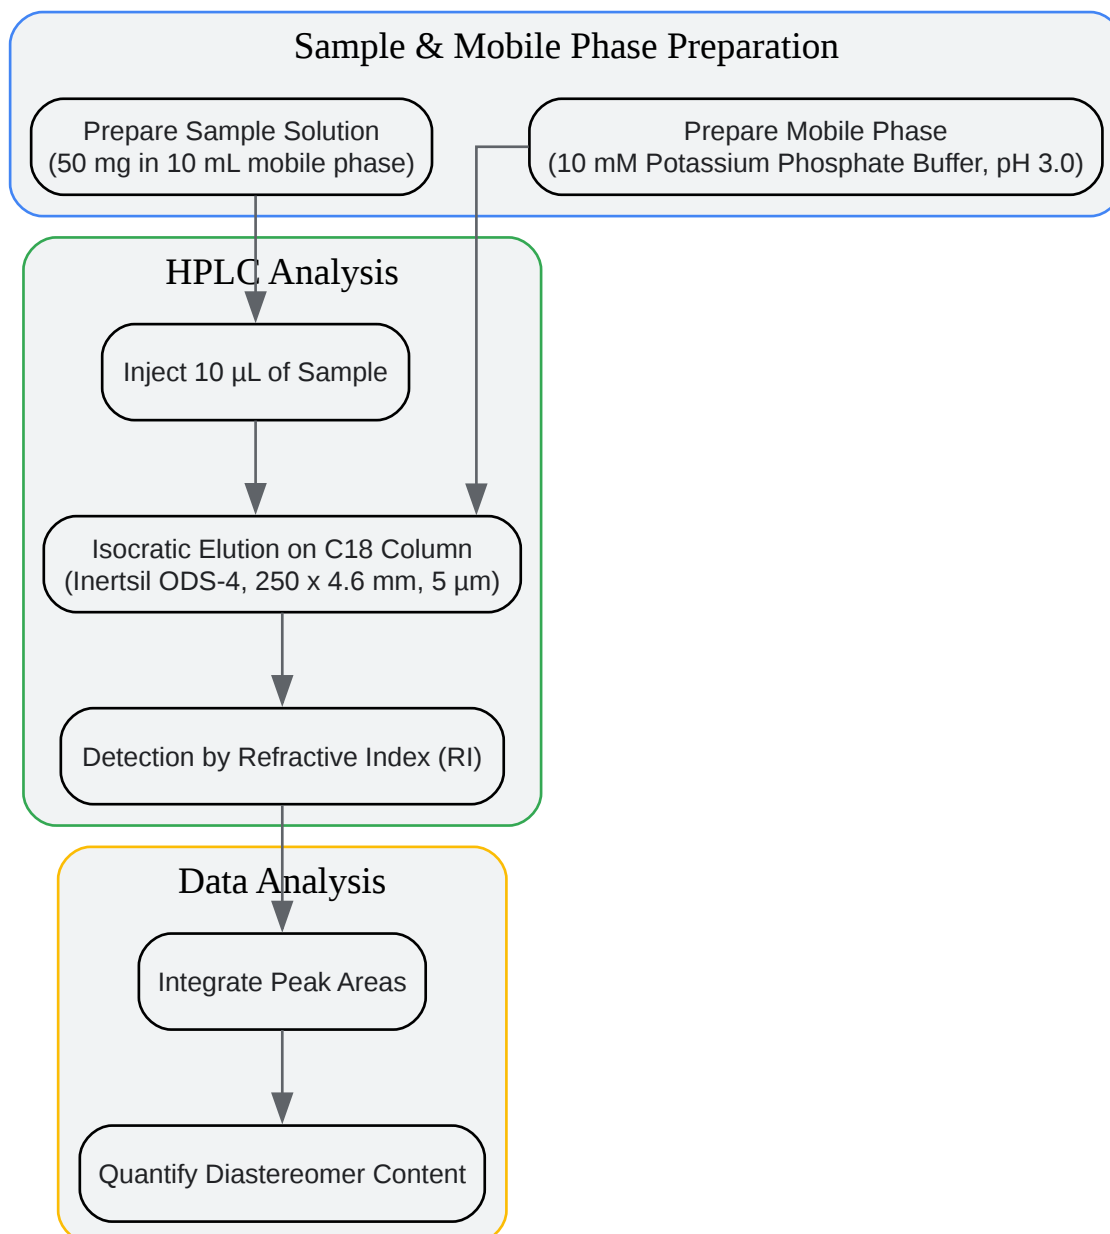 Sample & Mobile Phase Preparation
Prepare Sample Solution
(50 mg in 10 mL mobile phase)
Prepare Mobile Phase
(10 mM Potassium Phosphate Buffer, pH 3.0)
HPLC Analysis
Inject 10 µL of Sample
Isocratic Elution on C18 Column
(Inertsil ODS-4, 250 x 4.6 mm, 5 µm)
Detection by Refractive Index (RI)
Data Analysis
Integrate Peak Areas
Quantify Diastereomer Content